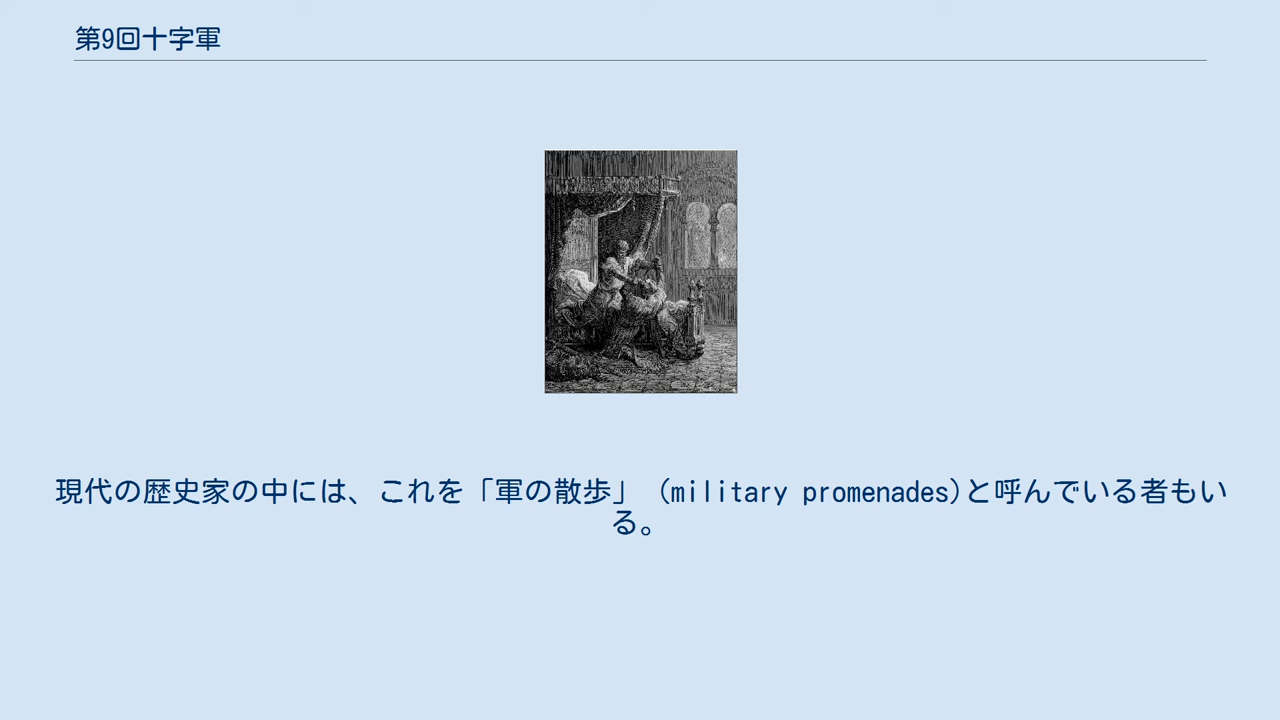 第9回十字軍
現代の歴史家の中には、これを「軍の散歩」 (military promenades)と呼んでいる者もい
る。